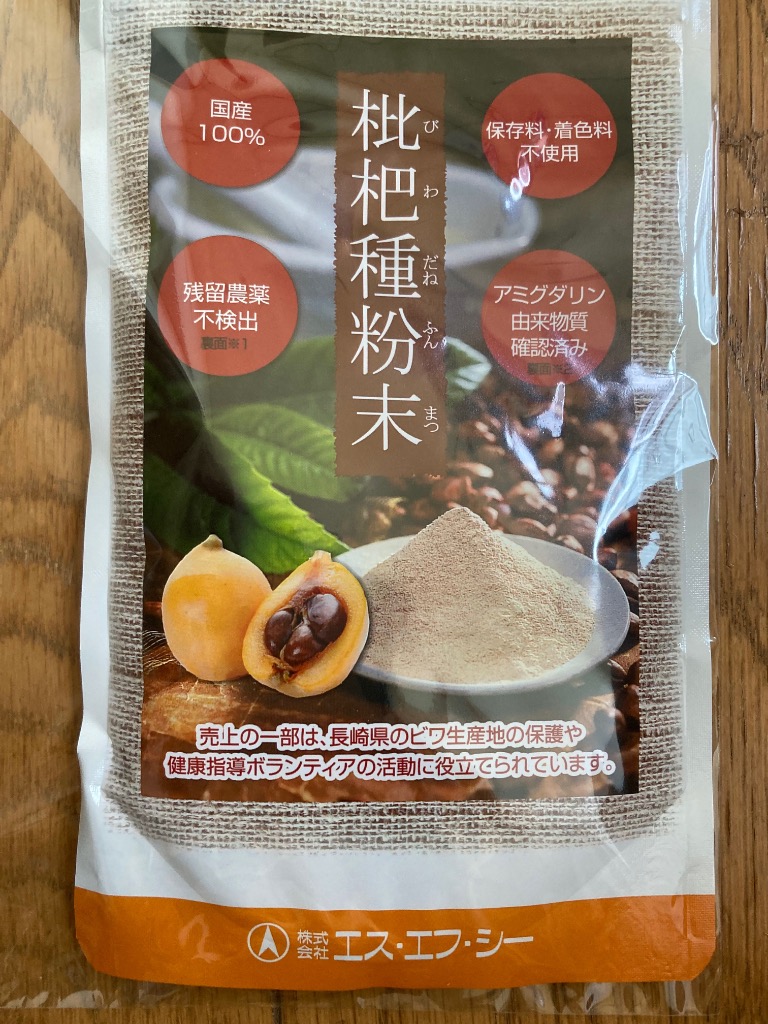 国産
100%
保存料・着色料
不使用
枇杷種粉末
び
わ
だね
ふん
まつ
残留農薬
不検出
裏面※1
アミグダリン
由来物質
確認済み
裏面※2
売上の一部は、長崎県のビワ生産地の保護や
健康指導ボランティアの活動に役立てられています。
株式
会社
エス・エフ・シー